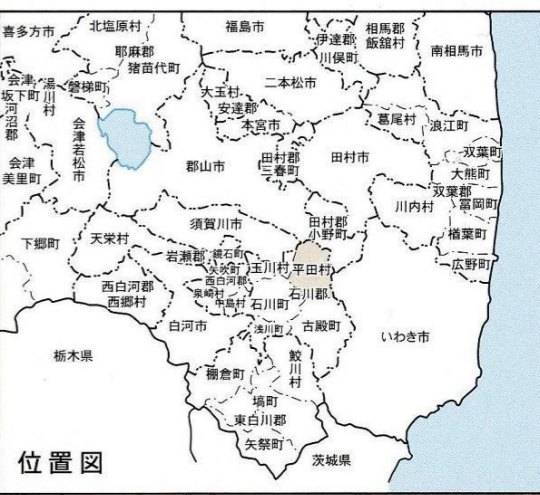 喜多方市
北塩原村
福島市
伊達郡
川俣町
相馬郡
飯舘村
南相馬市
耶麻郡
猪苗代町
二本松市
会津
坂下町
河沼郡
湯川村
磐梯町
大玉村
安達郡
本宮市
葛尾村
浪江町
会津若松市
会津
美里町
郡山市
田村郡
三春町
田村市
双葉町
大熊町
双葉郡
富岡町
川内村
楢葉町
広野町
下郷町
天栄村
須賀川市
田村郡
小野町
岩瀬郡
鏡石町
矢吹町
西白河郡
泉崎村
中島村
玉川村
平田村
石川郡
石川町
西白河郡
西郷村
白河市
浅川町
古殿町
いわき市
栃木県
棚倉町
鮫川村
塙町
東白川郡
矢祭町
茨城県
位置図